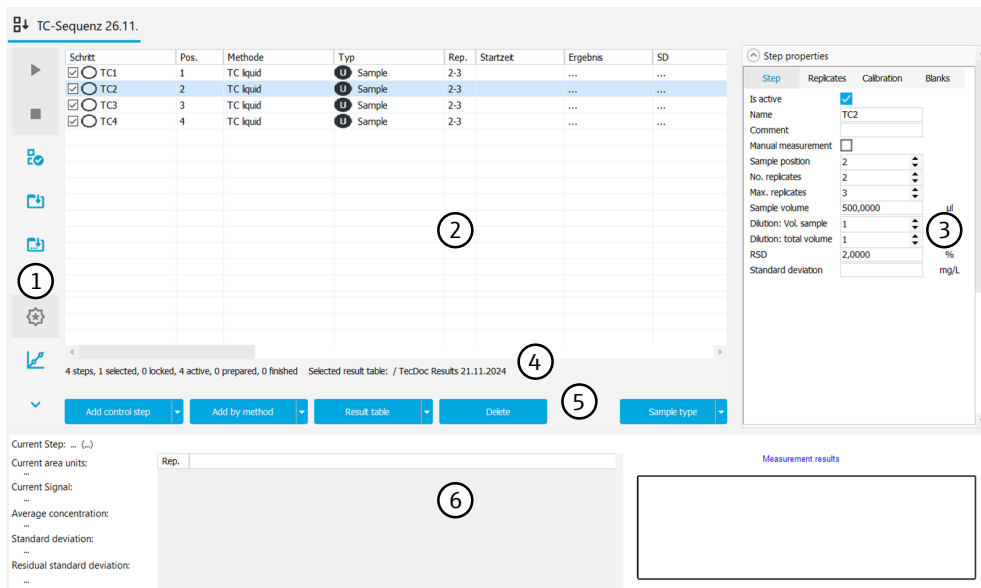 TC-Sequenz 26.11.
Schritt Pos. Methode Typ Rep. Startzeit Ergebnis SD
TC1 1 TC liquid U Sample 2-3 ... ...
TC2 2 TC liquid U Sample 2-3 ... ...
TC3 3 TC liquid U Sample 2-3 ... ...
TC4 4 TC liquid U Sample 2-3 ... ...
1
2
4 steps, 1 selected, 0 locked, 4 active, 0 prepared, 0 finished Selected result table: / TecDoc Results 21.11.2024
4
Add control step Add by method Result table Delete Sample type
5
Step properties
Step Replicates Calibration Blanks
Is active
Name TC2
Comment
Manual measurement
Sample position 2
No. replicates 2
Max. replicates 3
Sample volume 500,0000 µl
Dilution: Vol. sample 1
Dilution: total volume 1
3
RSD 2,0000 %
Standard deviation mg/L
Current Step: ... (...)
Current area units:
...
Current Signal:
...
Average concentration:
...
Standard deviation:
...
Residual standard deviation:
...
Rep.
6
Measurement results